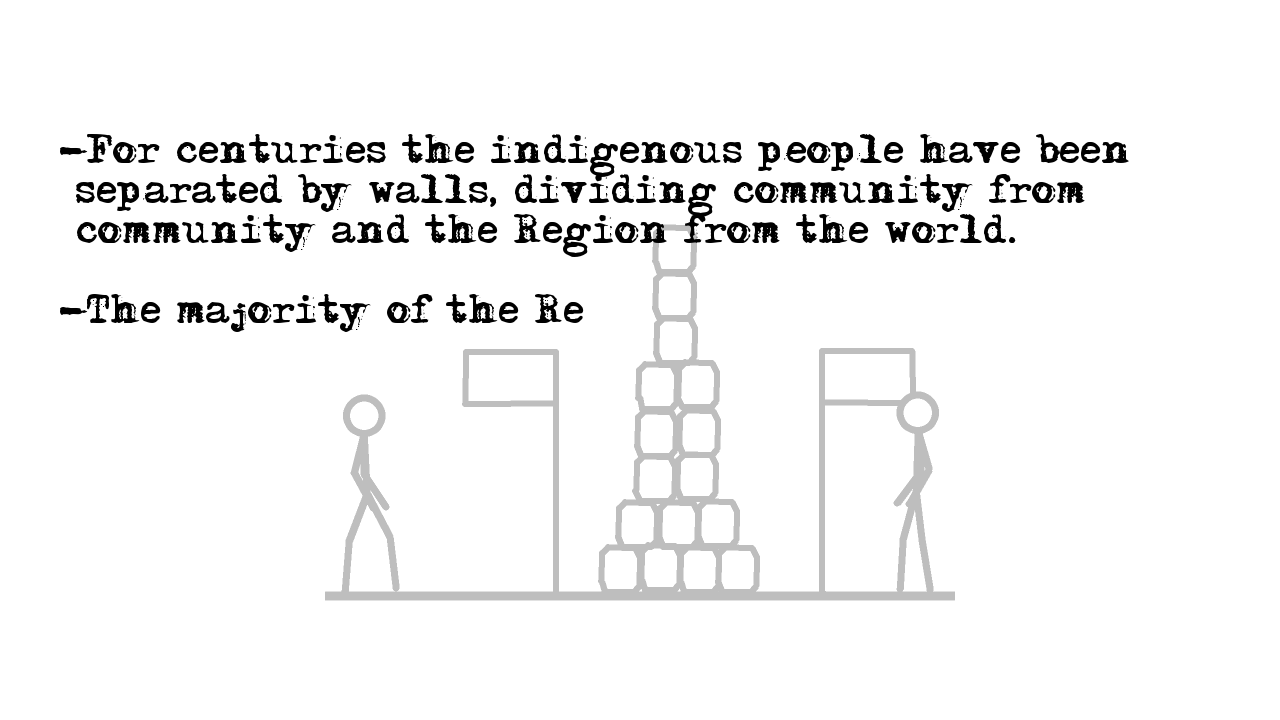 -For centuries the indigenous people have been
separated by walls, dividing community from
community and the Region from the world.
-The majority of the Re